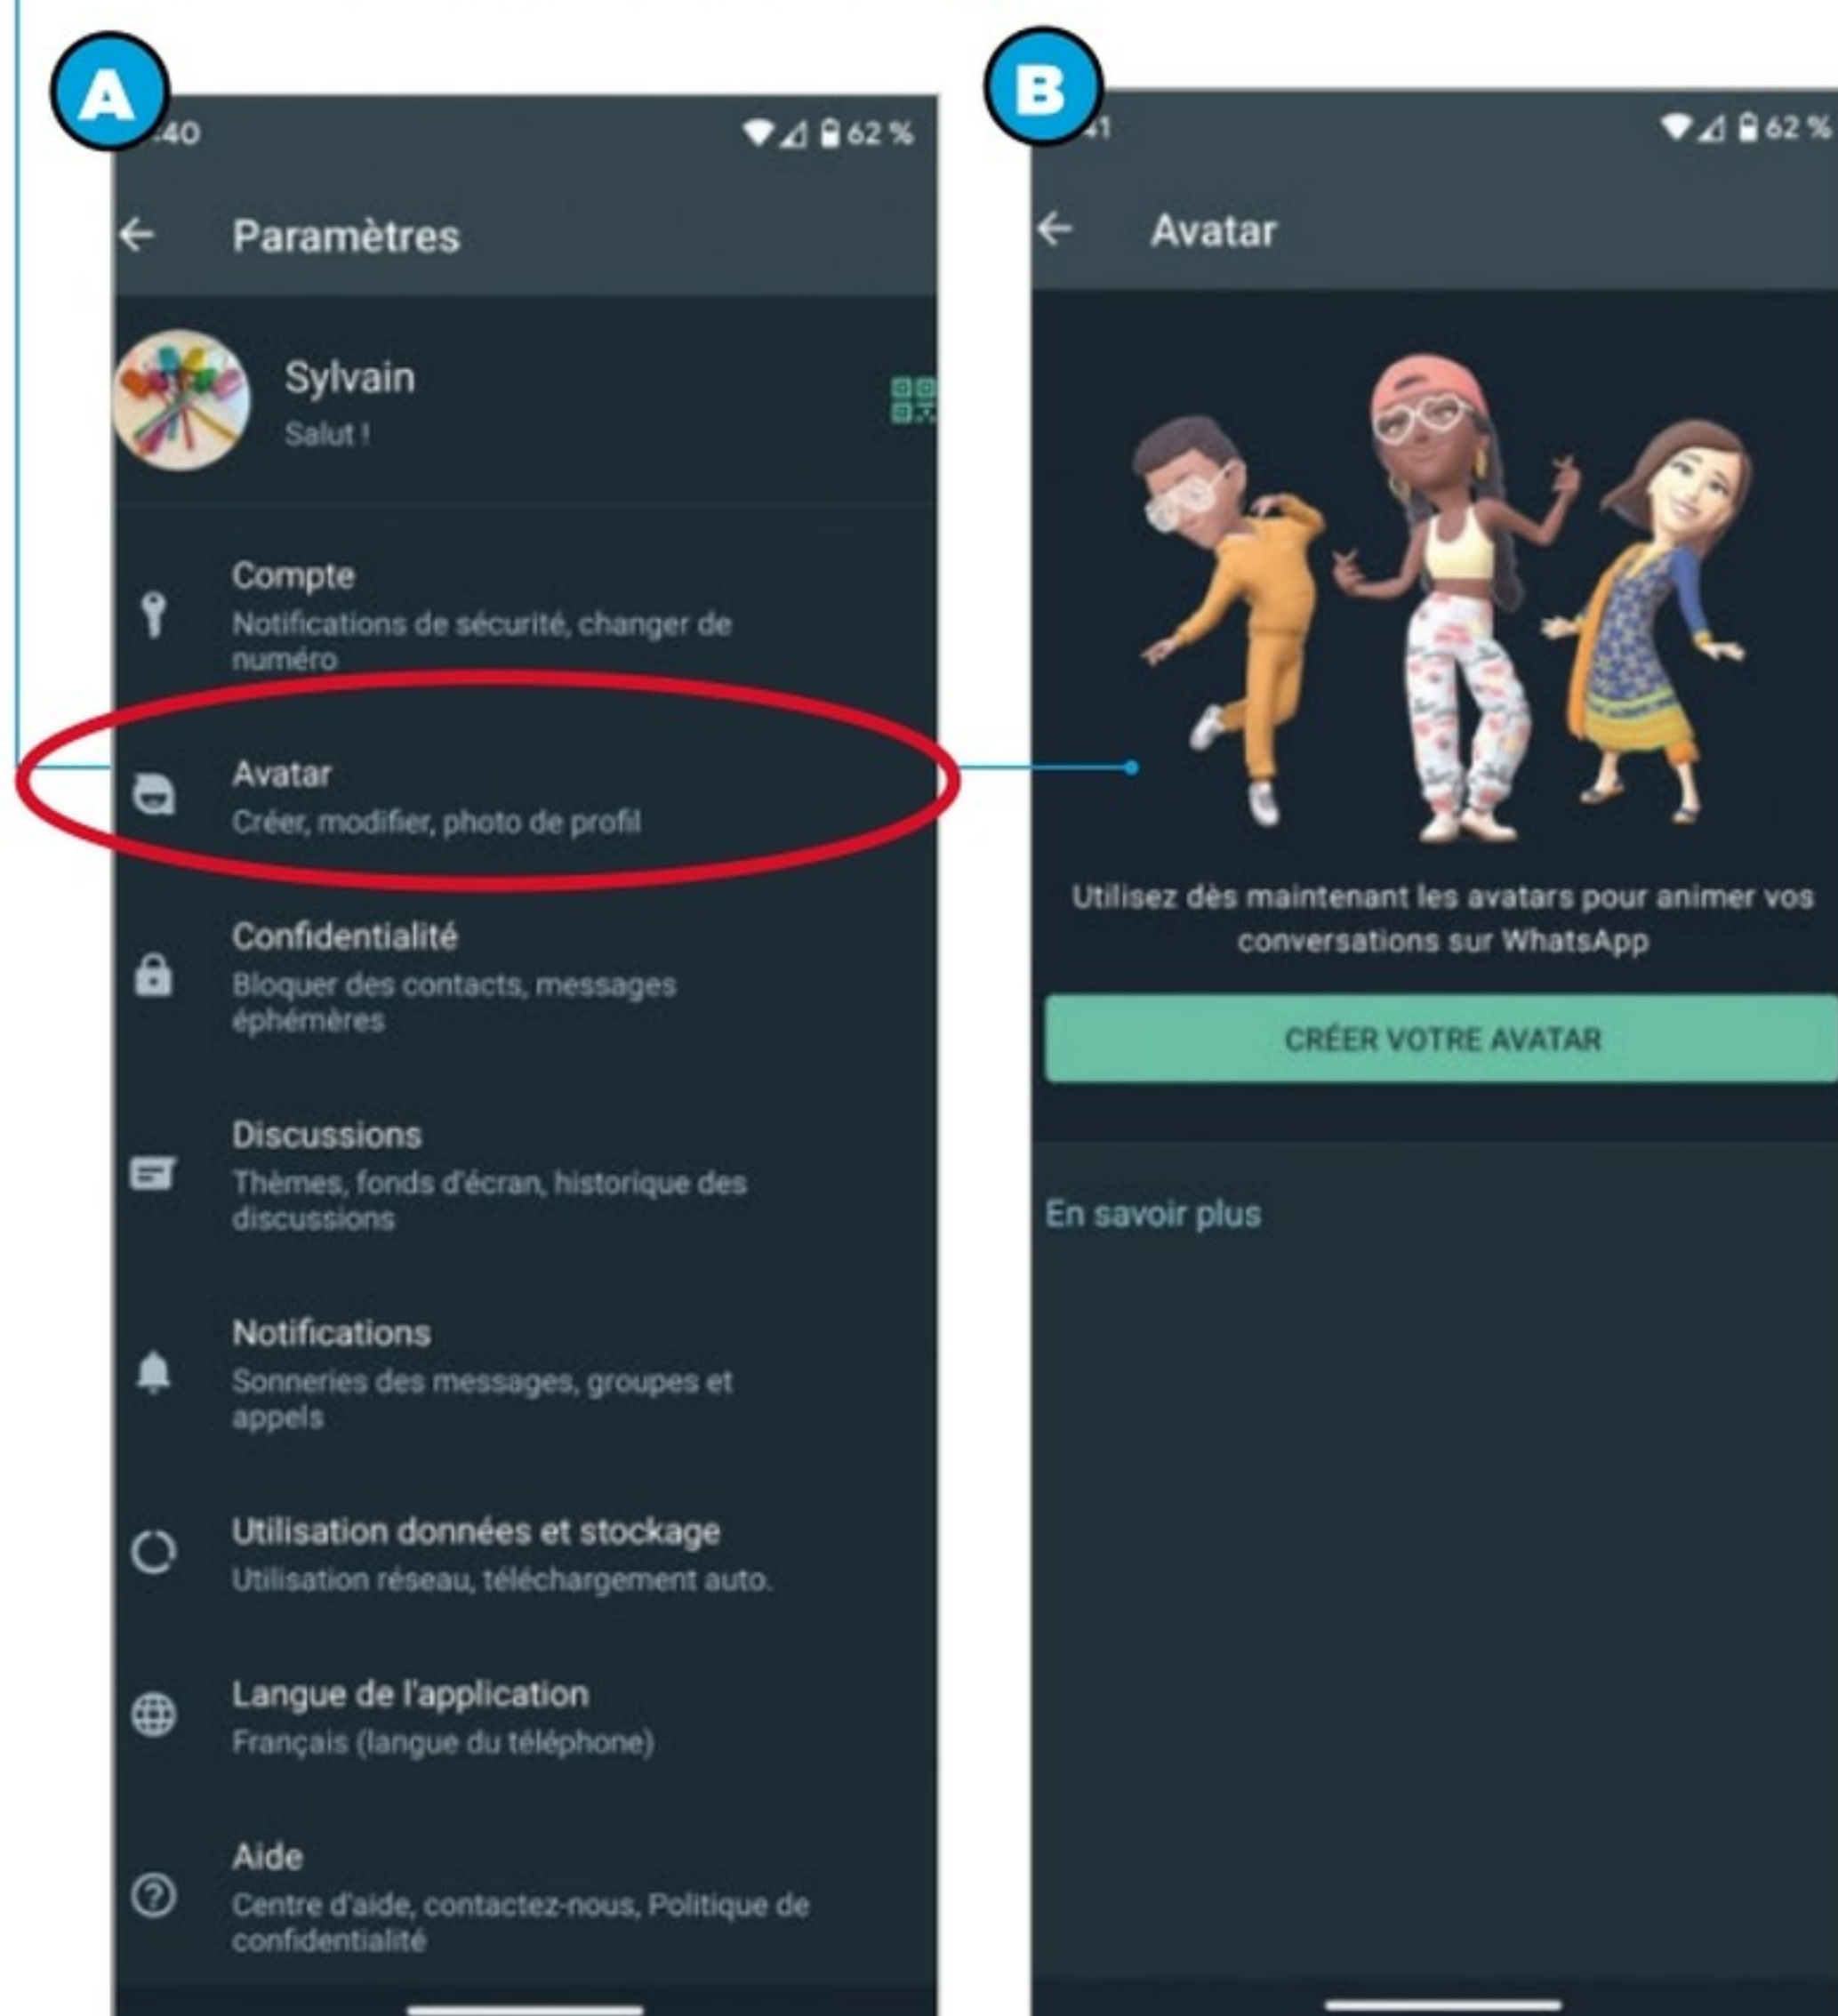 A
:40
62 %
Paramètres
Sylvain
Salut !
Compte
Notifications de sécurité, changer de
numéro
Avatar
Créer, modifier, photo de profil
Confidentialité
Bloquer des contacts, messages
éphémères
Discussions
Thèmes, fonds d'écran, historique des
discussions
Notifications
Sonneries des messages, groupes et
appels
Utilisation données et stockage
Utilisation réseau, téléchargement auto.
Langue de l'application
Français (langue du téléphone)
Aide
Centre d'aide, contactez-nous, Politique de
confidentialité
B
41
62 %
Avatar
Utilisez dès maintenant les avatars pour animer vos
conversations sur WhatsApp
CRÉER VOTRE AVATAR
En savoir plus